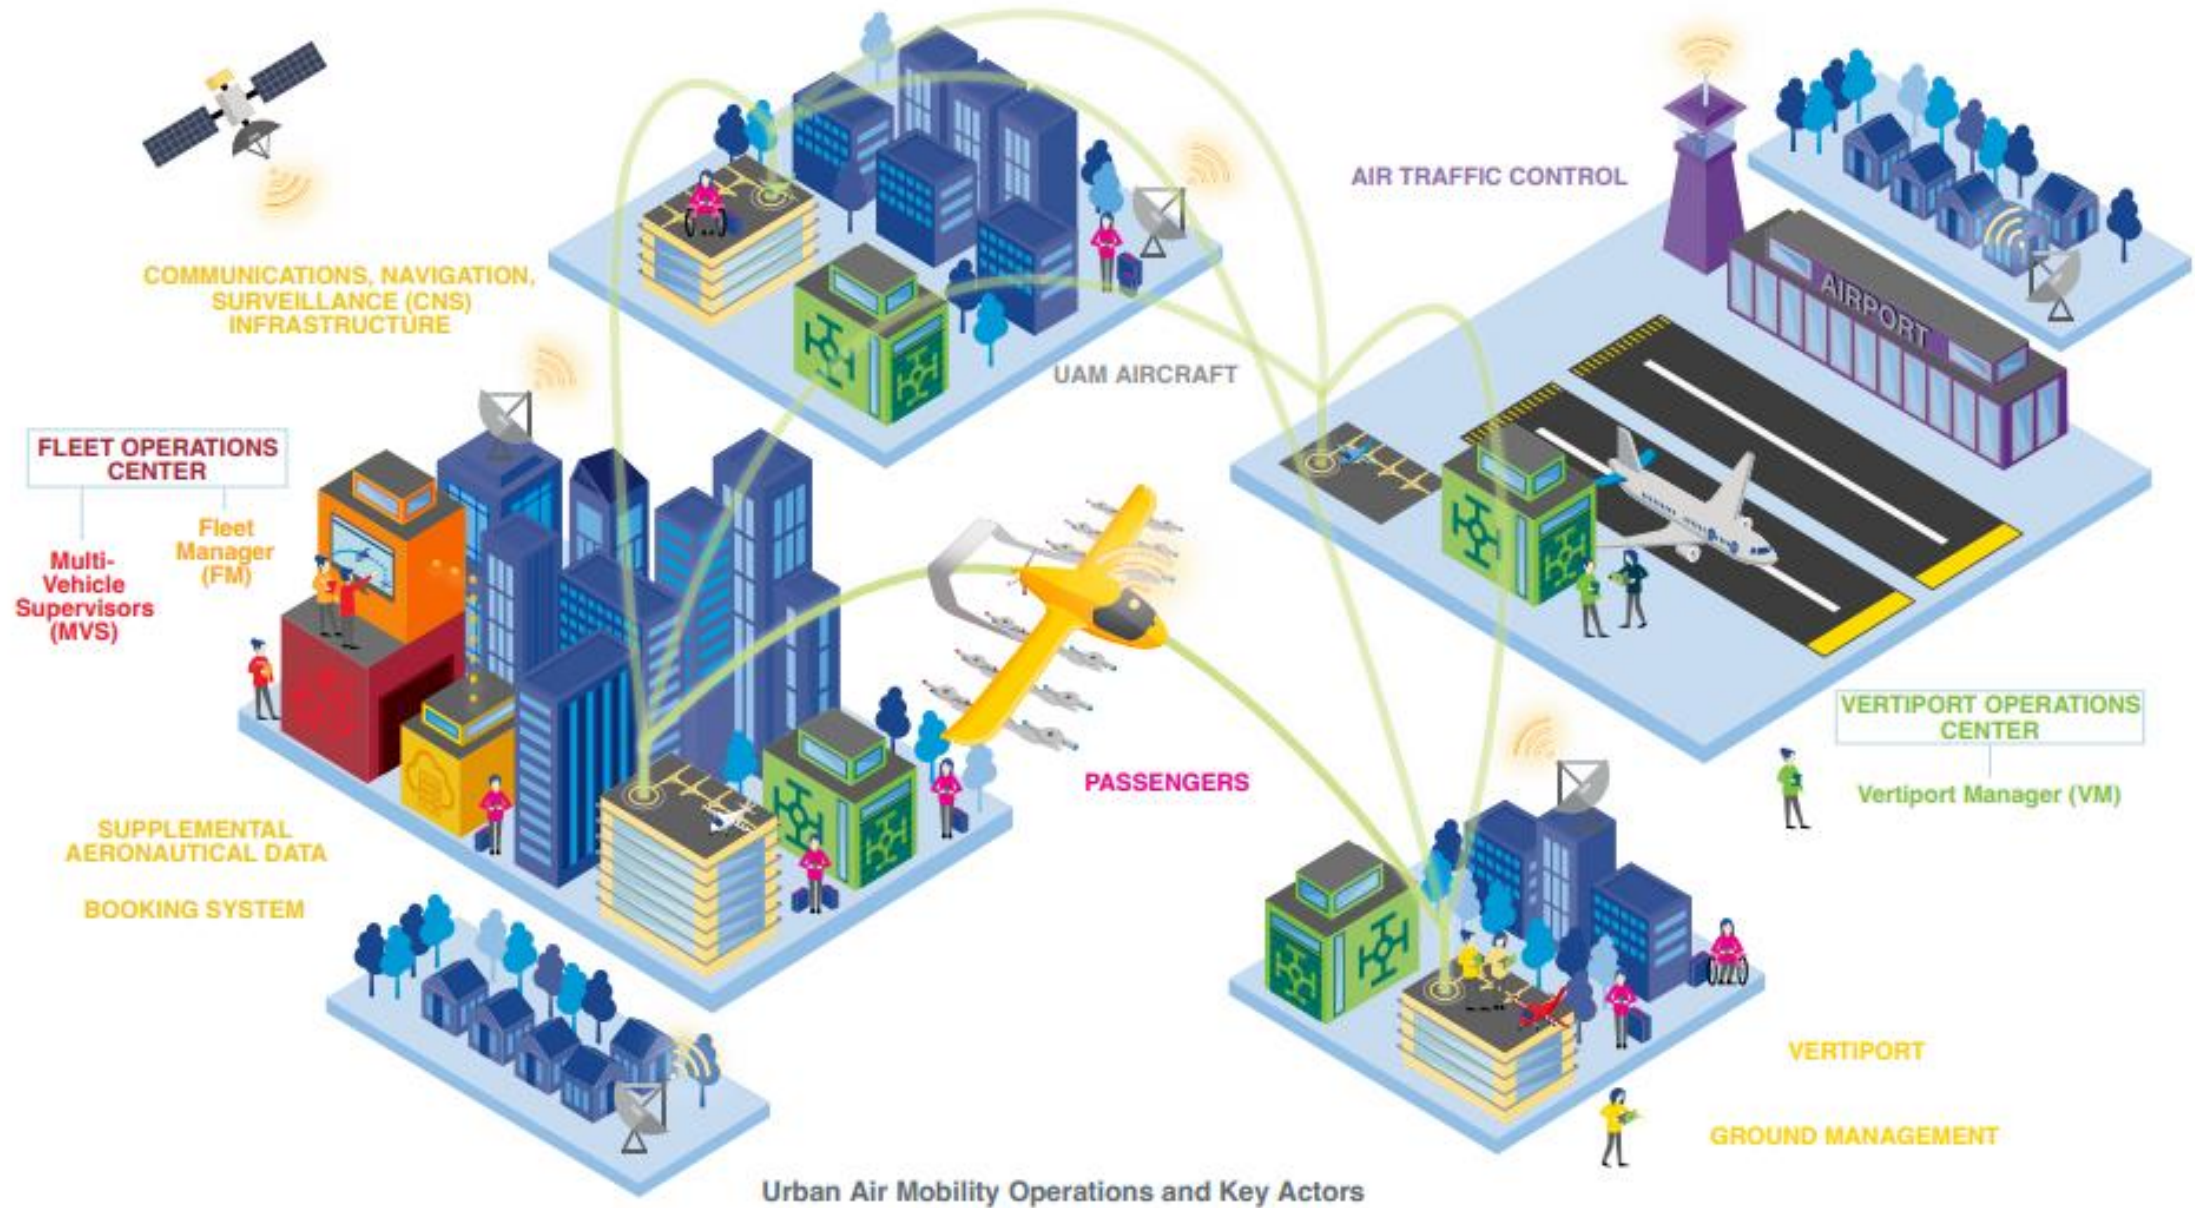 AIR TRAFFIC CONTROL
AIRPORT
COMMUNICATIONS, NAVIGATION,
SURVEILLANCE (CNS)
INFRASTRUCTURE
UAM AIRCRAFT
FLEET OPERATIONS
CENTER
Fleet
Manager
(FM)
Multi-
Vehicle
Supervisors
(MVS)
VERTIPORT OPERATIONS
CENTER
Vertiport Manager (VM)
PASSENGERS
SUPPLEMENTAL
AERONAUTICAL DATA
BOOKING SYSTEM
VERTIPORT
GROUND MANAGEMENT
Urban Air Mobility Operations and Key Actors